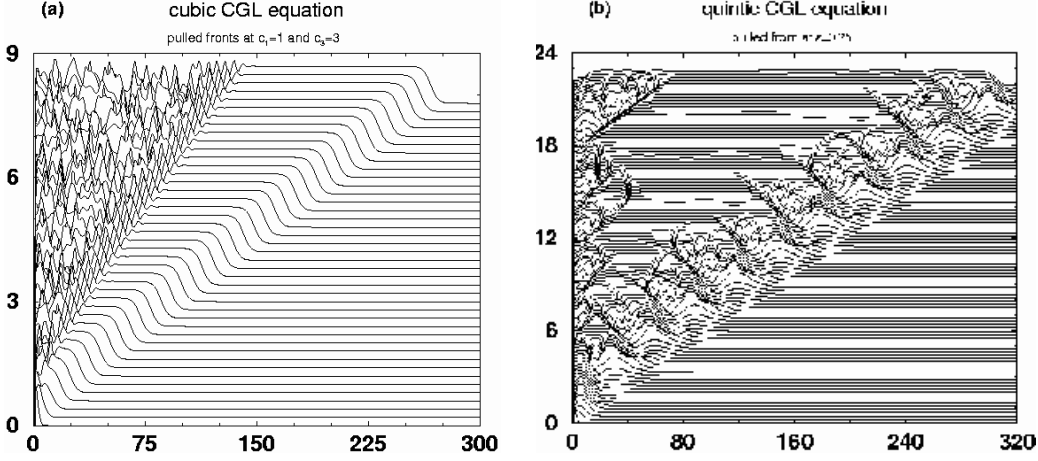 (a)
cubic CGL equation
pulled fronts at c₁=1 and c₃=3
9
6
3
0
0 75 150 225 300
(b)
quintic CGL equation
pulled
24
18
12
6
0
0 80 160 240 320